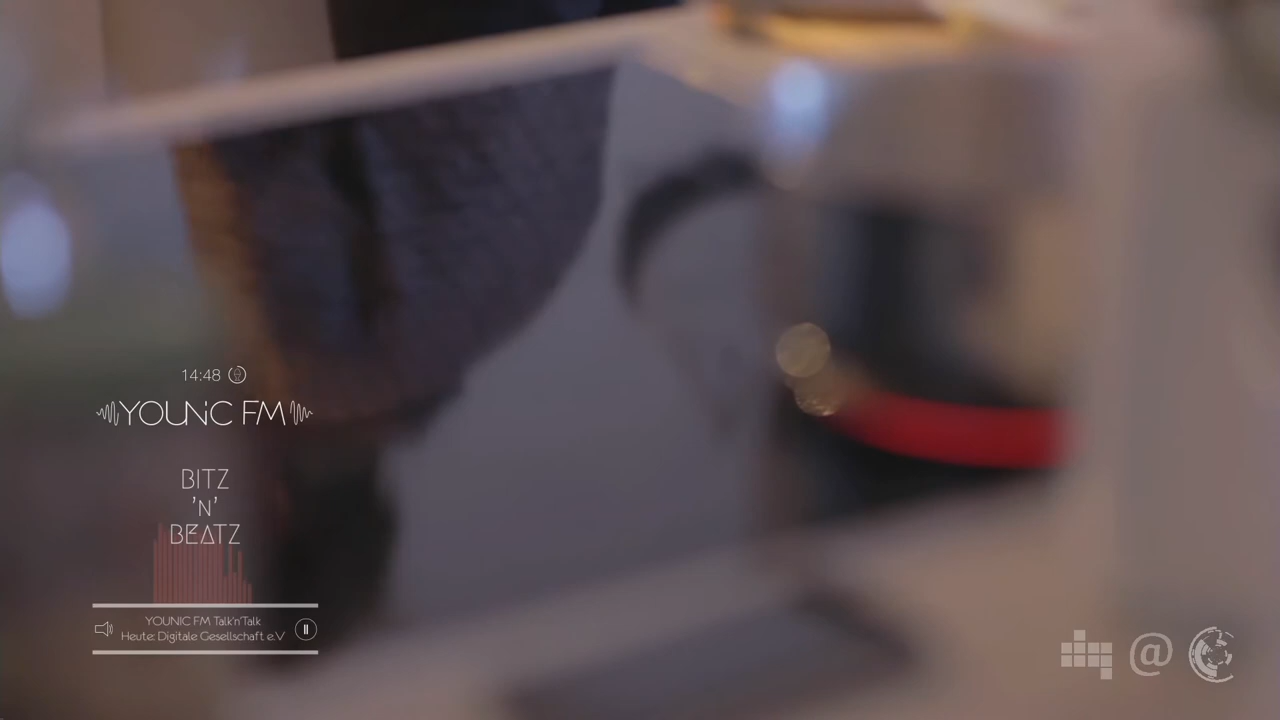 14:48
YOUNiC FM
BITZ
'N'
BEATZ
YOUNIC FM Talk'n'Talk
Heute: Digitale Gesellschaft e.V
@